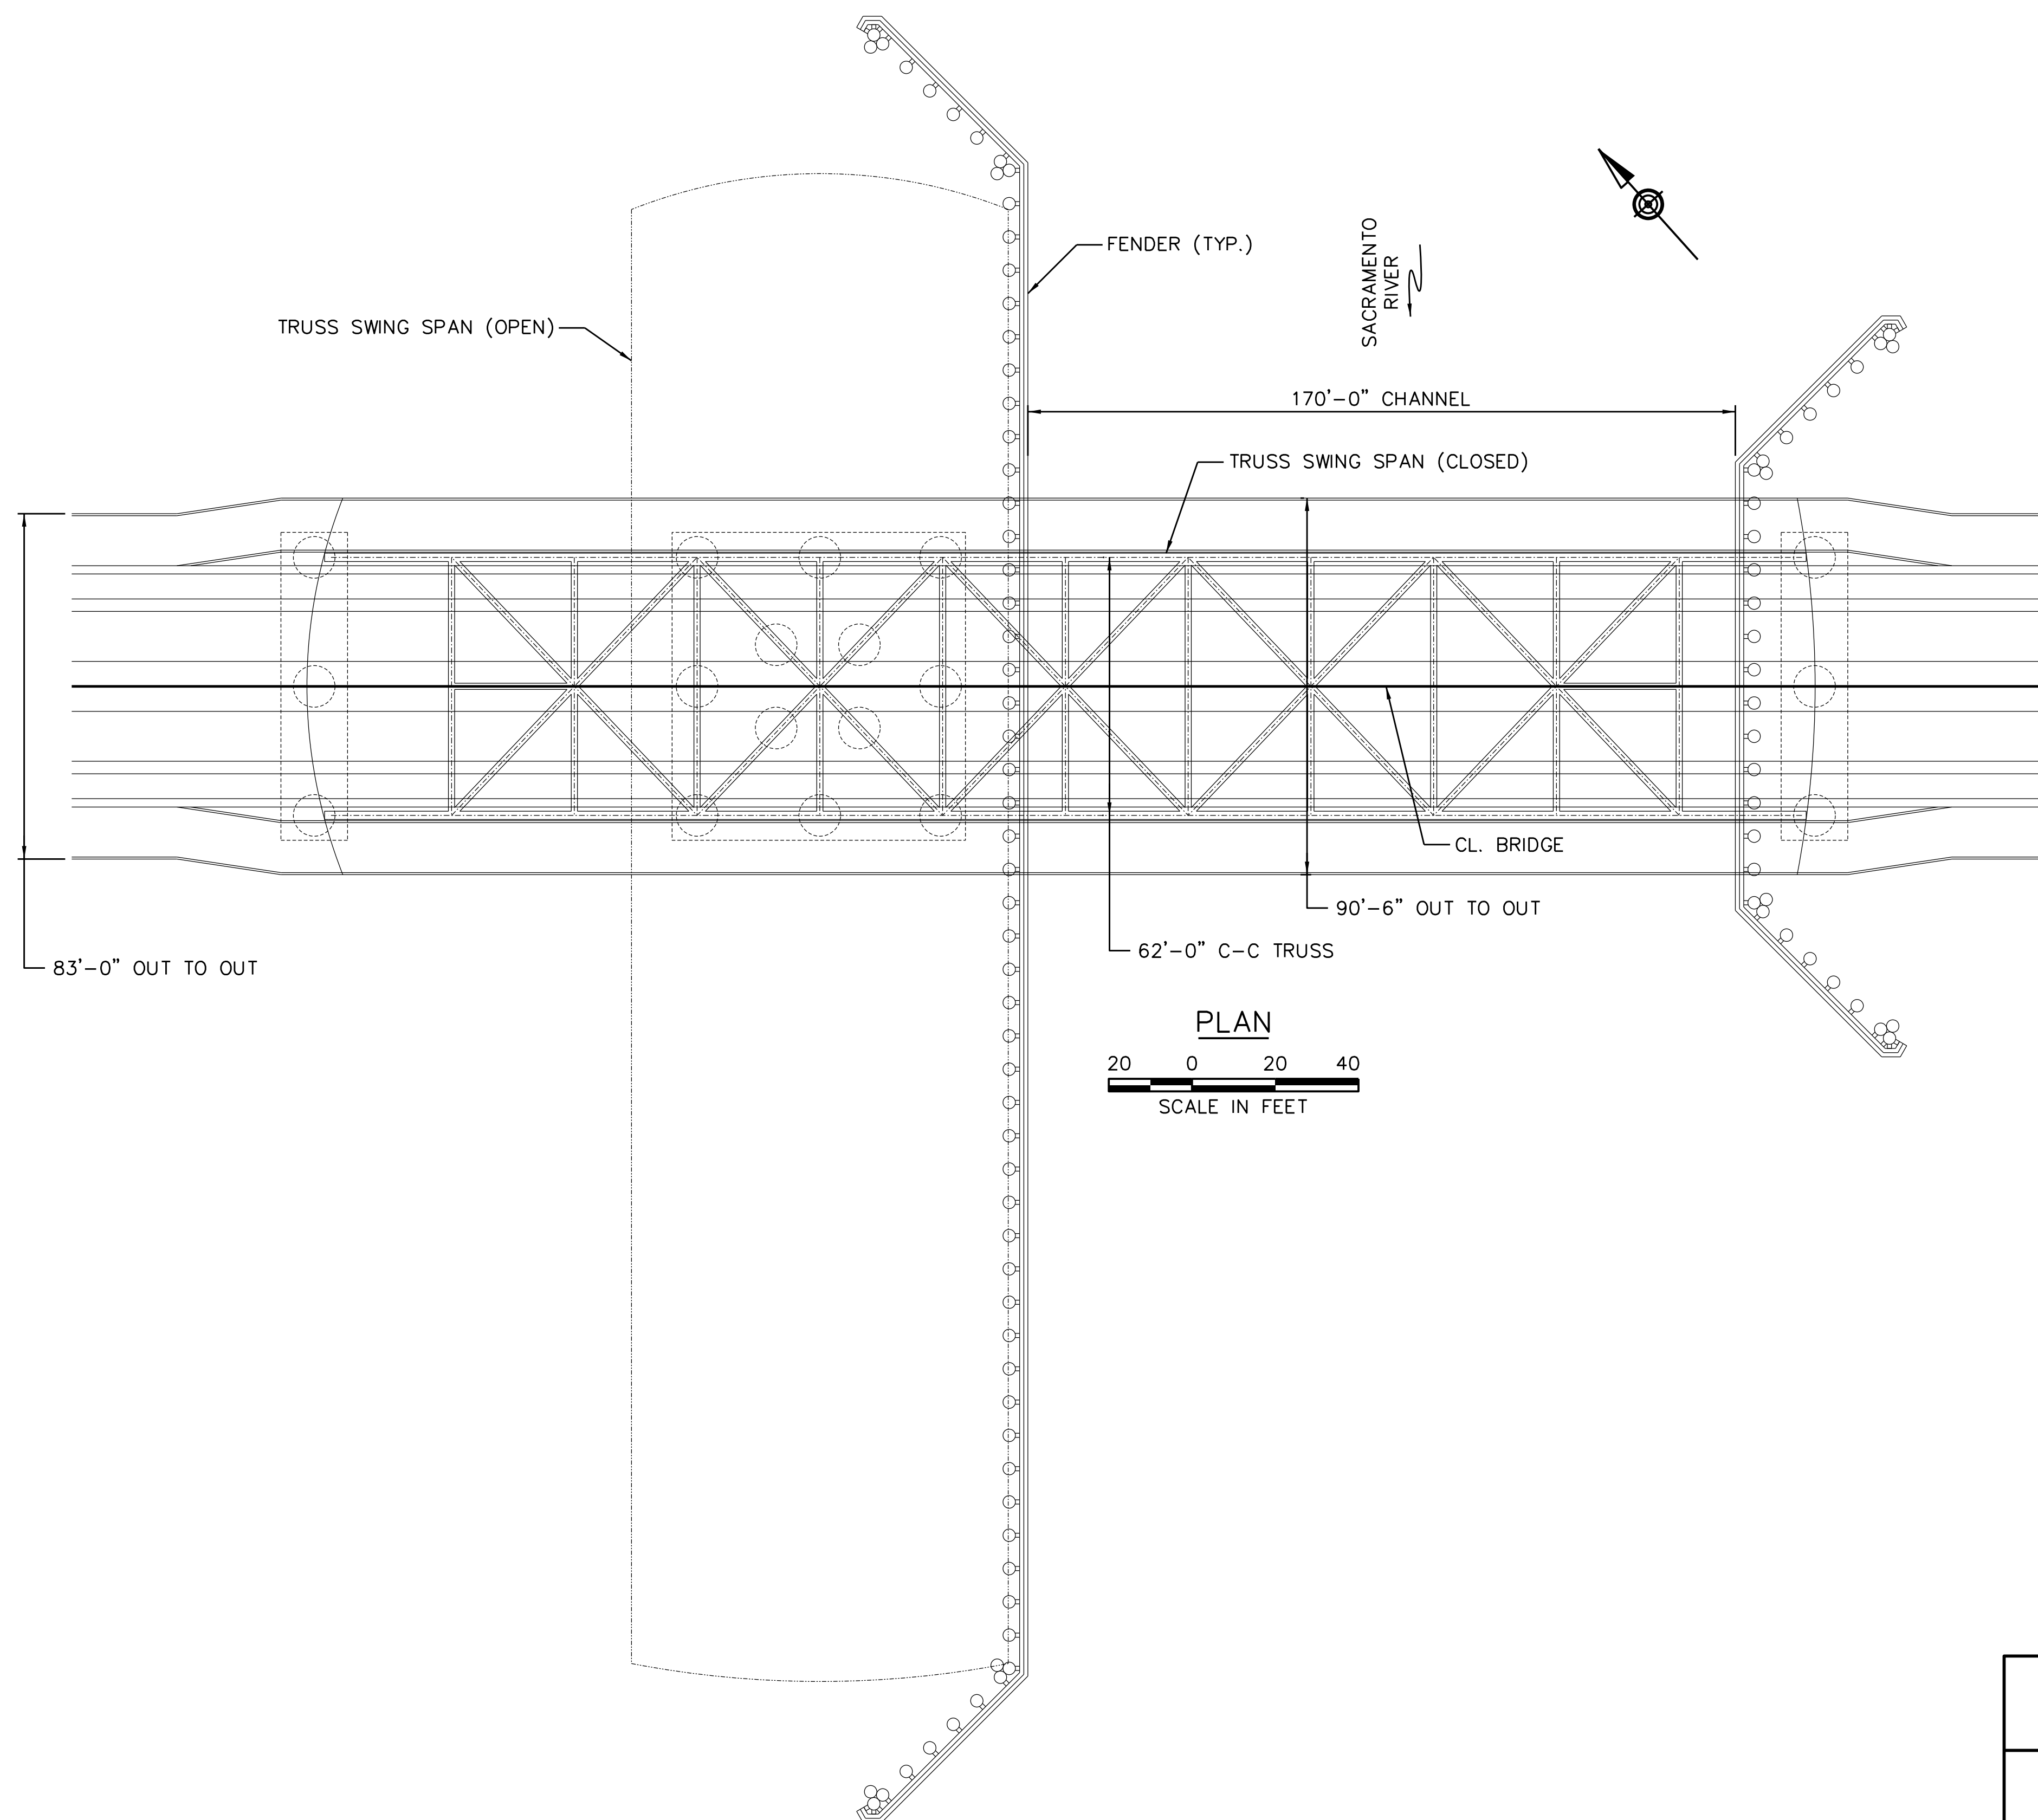 FENDER (TYP.)
SACRAMENTO
RIVER
TRUSS SWING SPAN (OPEN)
170'-0" CHANNEL
TRUSS SWING SPAN (CLOSED)
CL. BRIDGE
90'-6" OUT TO OUT
62'-0" C-C TRUSS
83'-0" OUT TO OUT
PLAN
20 0 20 40
SCALE IN FEET